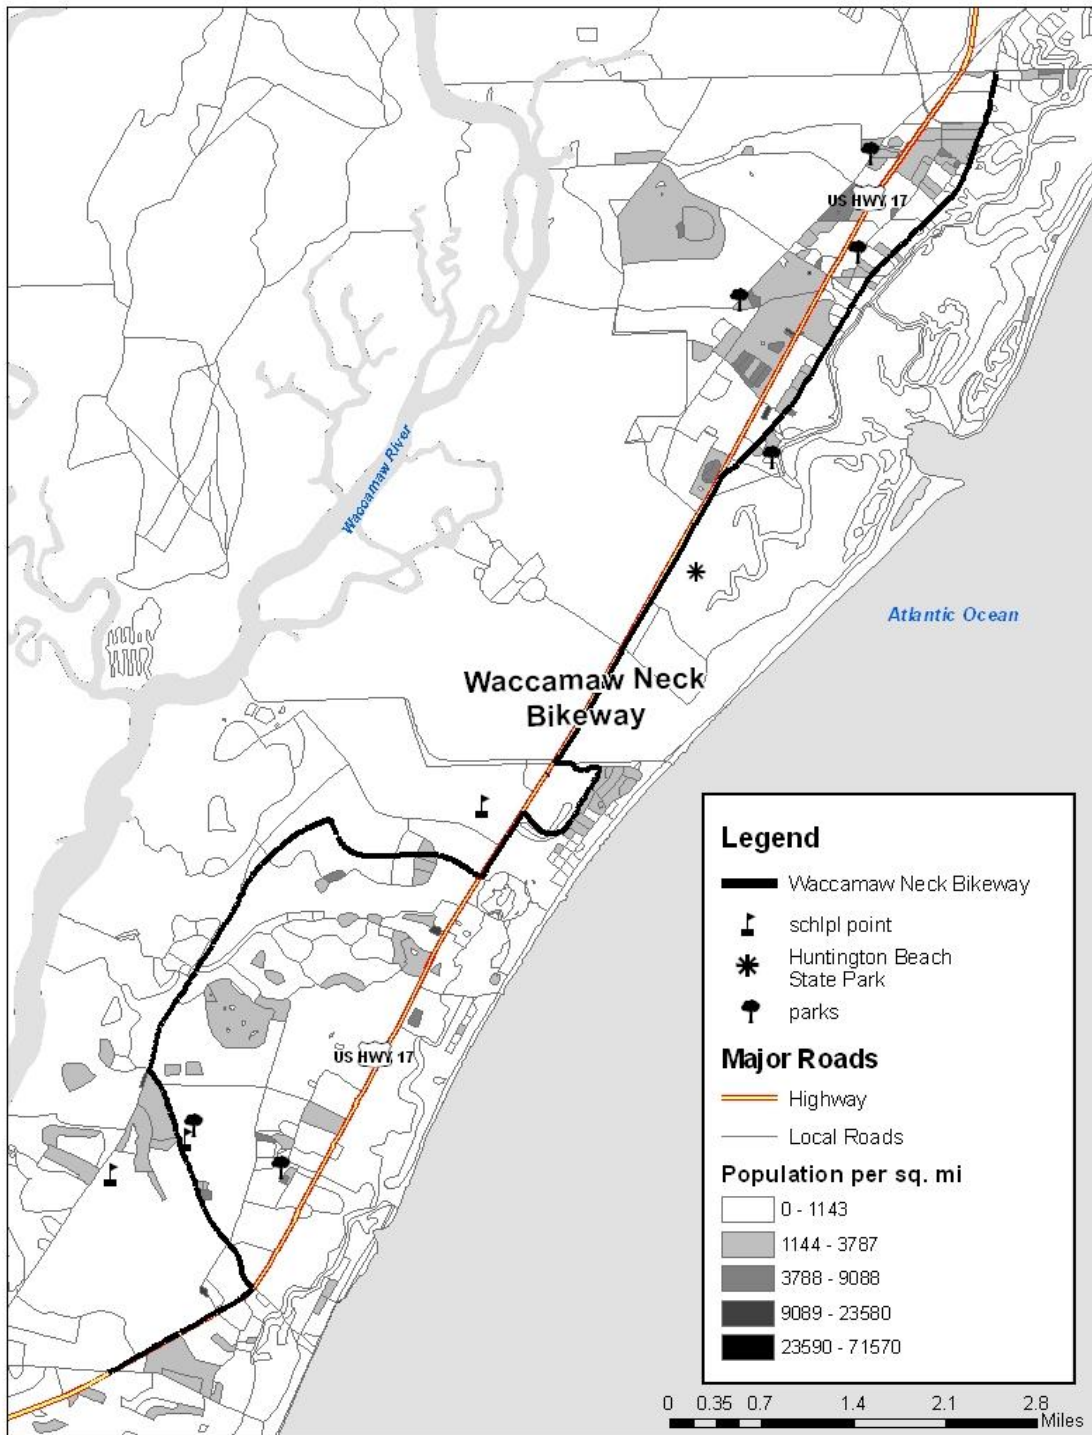 US HWY 17
Waccamaw River
Atlantic Ocean
Waccamaw Neck
Bikeway
US HWY 17
Legend
Waccamaw Neck Bikeway
schlpl point
Huntington Beach
State Park
parks
Major Roads
Highway
Local Roads
Population per sq. mi
0 - 1143
1144 - 3787
3788 - 9088
9089 - 23580
23590 - 71570
0 0.35 0.7 1.4 2.1 2.8
Miles